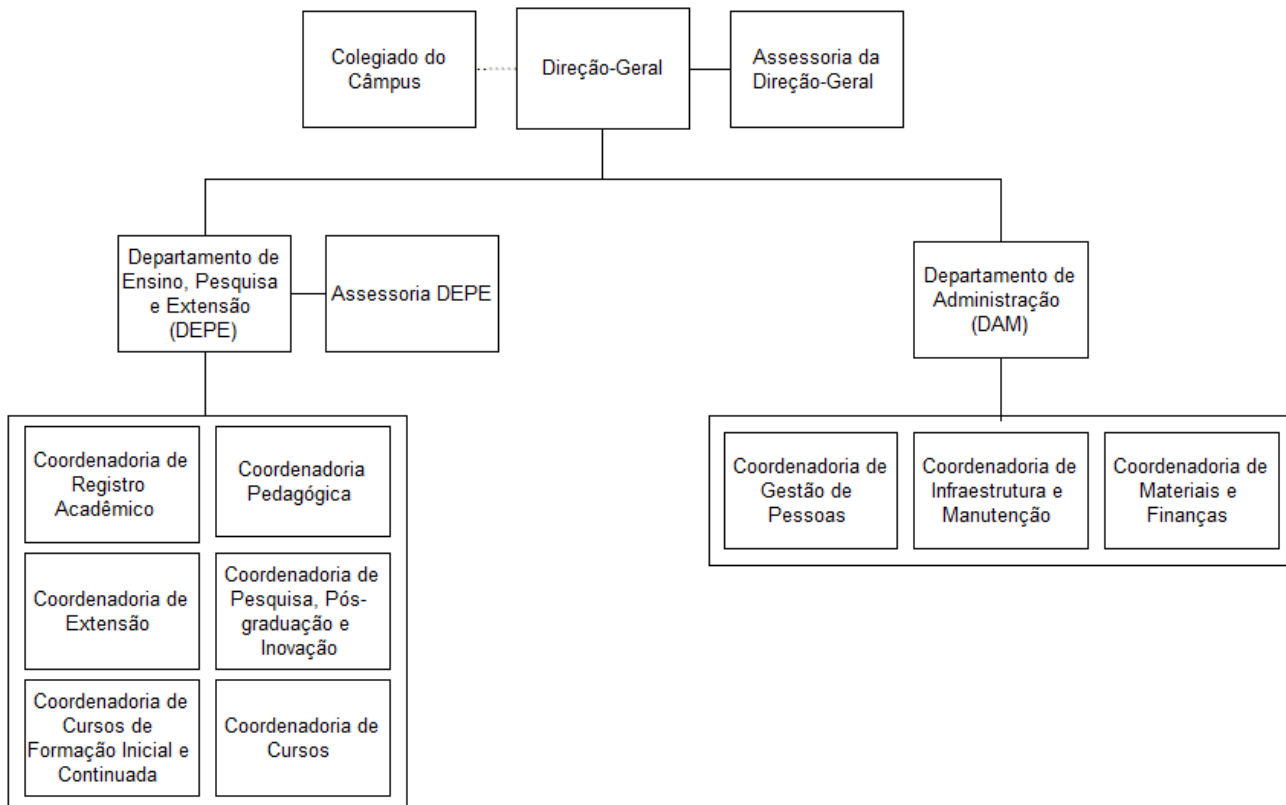 Colegiado do
Câmpus
Direção-Geral
Assessoria da
Direção-Geral
Departamento de
Ensino, Pesquisa
e Extensão
(DEPE)
Assessoria DEPE
Departamento de
Administração
(DAM)
Coordenadoria de
Registro
Acadêmico
Coordenadoria
Pedagógica
Coordenadoria de
Extensão
Coordenadoria de
Pesquisa, Pós-
graduação e
Inovação
Coordenadoria de
Cursos de
Formação Inicial e
Continuada
Coordenadoria de
Cursos
Coordenadoria de
Gestão de
Pessoas
Coordenadoria de
Infraestrutura e
Manutenção
Coordenadoria de
Materiais e
Finanças